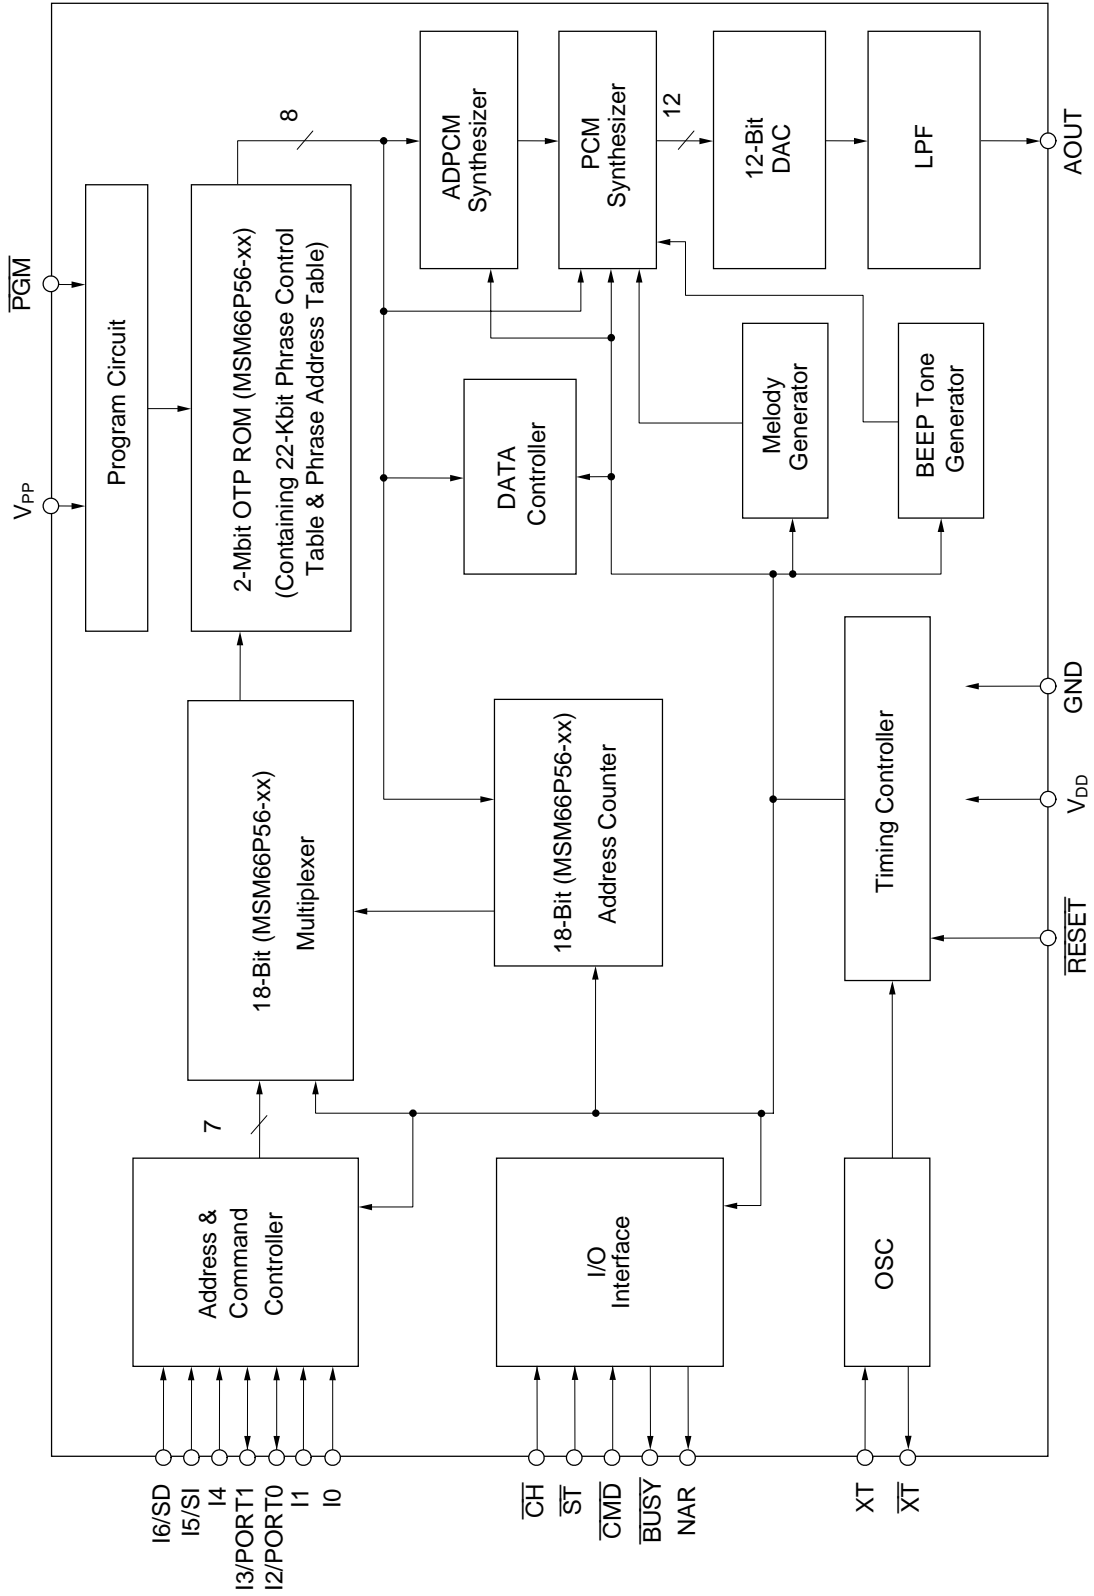 I6/SD
I5/SI
I4
I3/PORT1
I2/PORT0
I1
I0
CH
ST
CMD
BUSY
NAR
XT
XT
Address &
Command
Controller
7
I/O
Interface
OSC
18-Bit (MSM66P56-xx)
Multiplexer
18-Bit (MSM66P56-xx)
Address Counter
Timing Controller
RESET
VDD
GND
VPP
PGM
Program Circuit
2-Mbit OTP ROM (MSM66P56-xx)
(Containing 22-Kbit Phrase Control
Table & Phrase Address Table)
8
DATA
Controller
Melody
Generator
BEEP Tone
Generator
ADPCM
Synthesizer
PCM
Synthesizer
12
12-Bit
DAC
LPF
AOUT